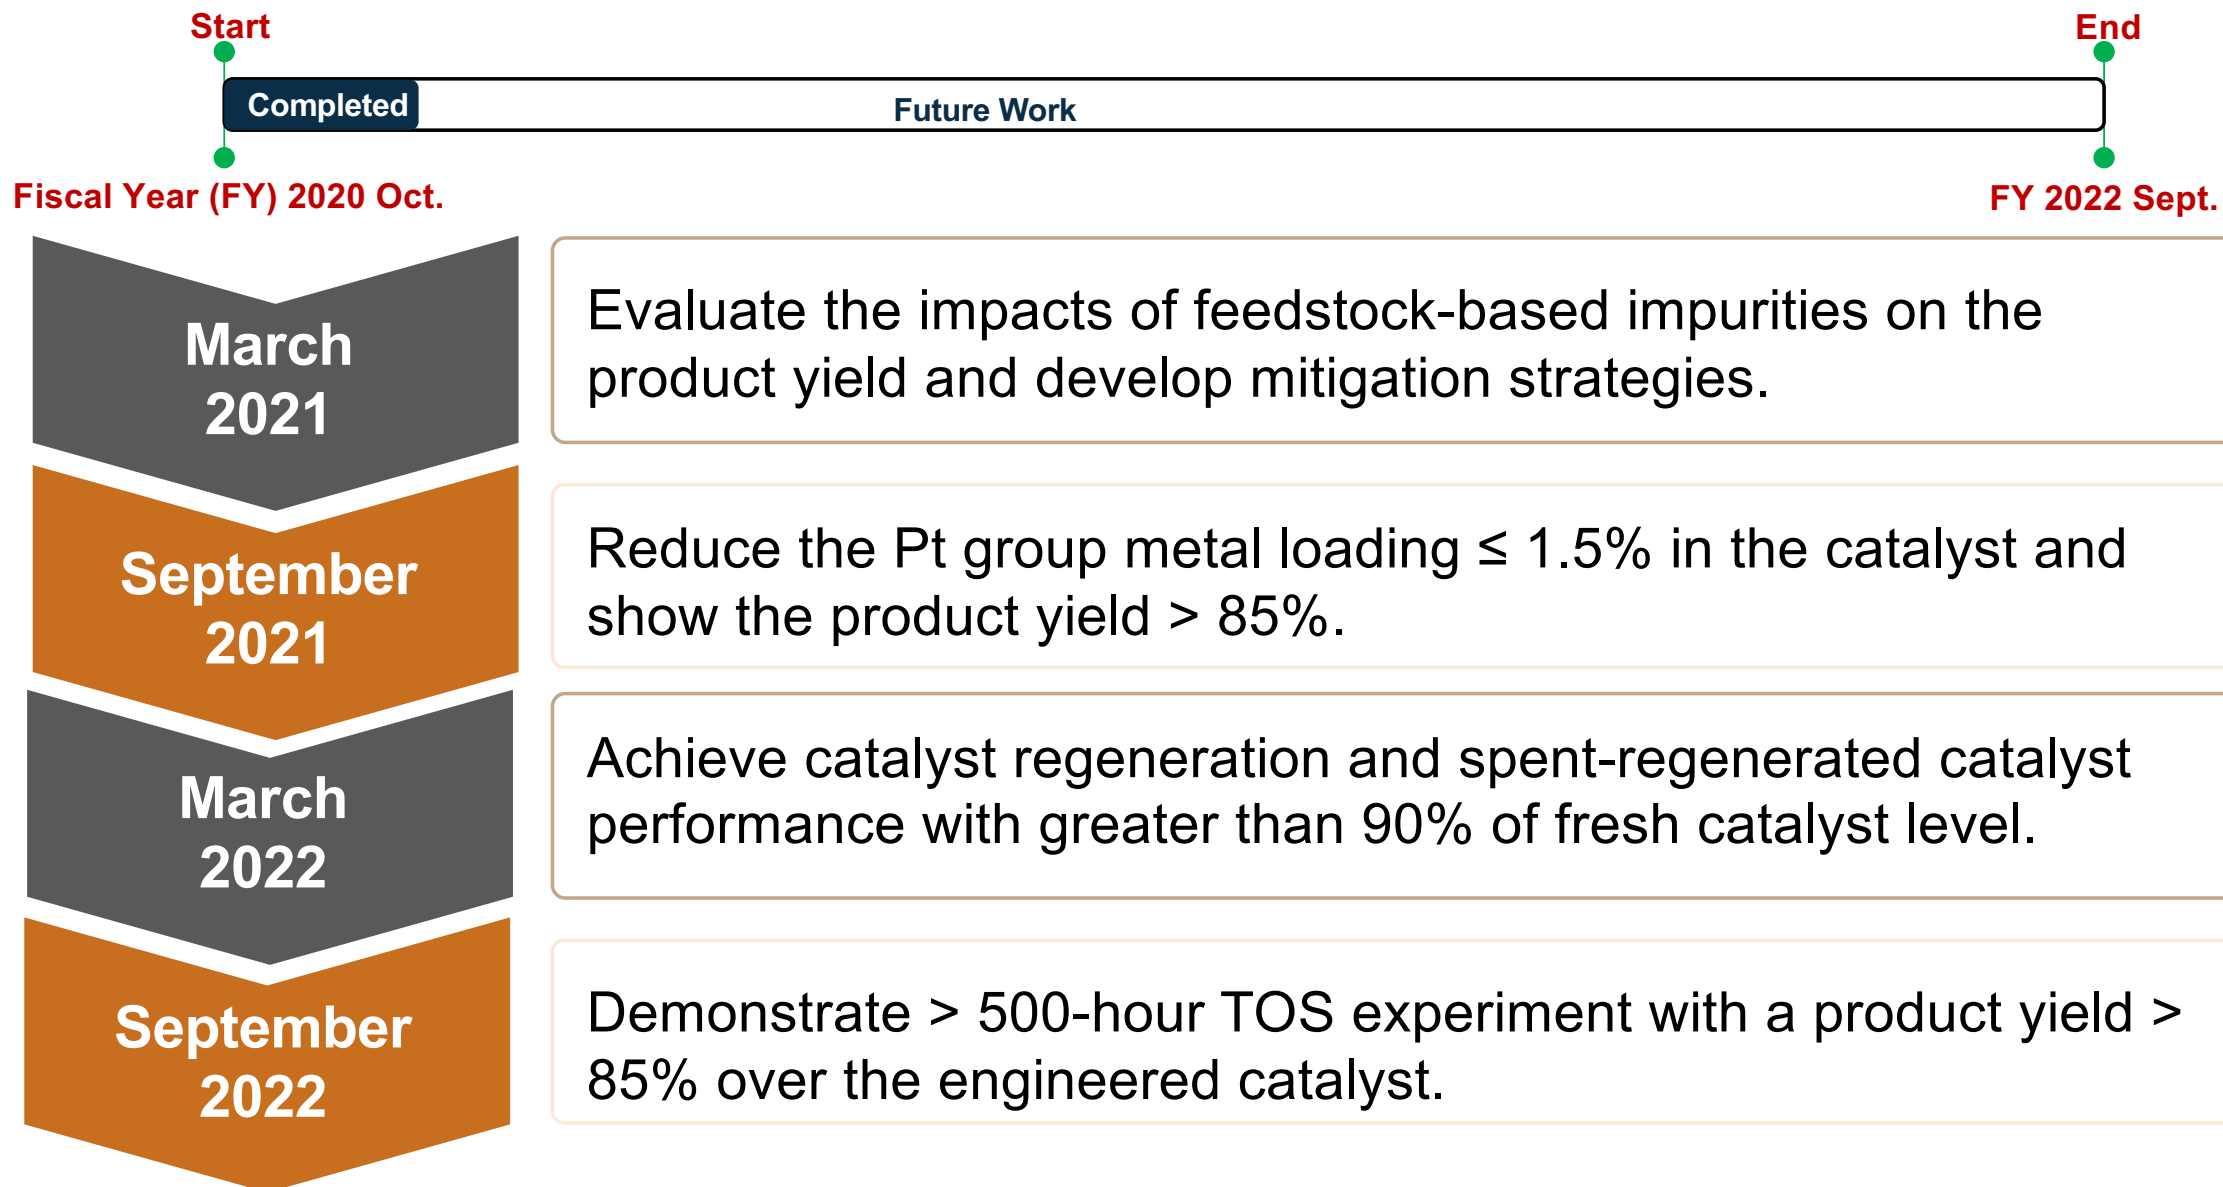 Start
End
Completed
Future Work
Fiscal Year (FY) 2020 Oct.
FY 2022 Sept.
March
2021
Evaluate the impacts of feedstock-based impurities on the
product yield and develop mitigation strategies.
September
2021
Reduce the Pt group metal loading ≤ 1.5% in the catalyst and
show the product yield > 85%.
March
2022
Achieve catalyst regeneration and spent-regenerated catalyst
performance with greater than 90% of fresh catalyst level.
September
2022
Demonstrate > 500-hour TOS experiment with a product yield >
85% over the engineered catalyst.